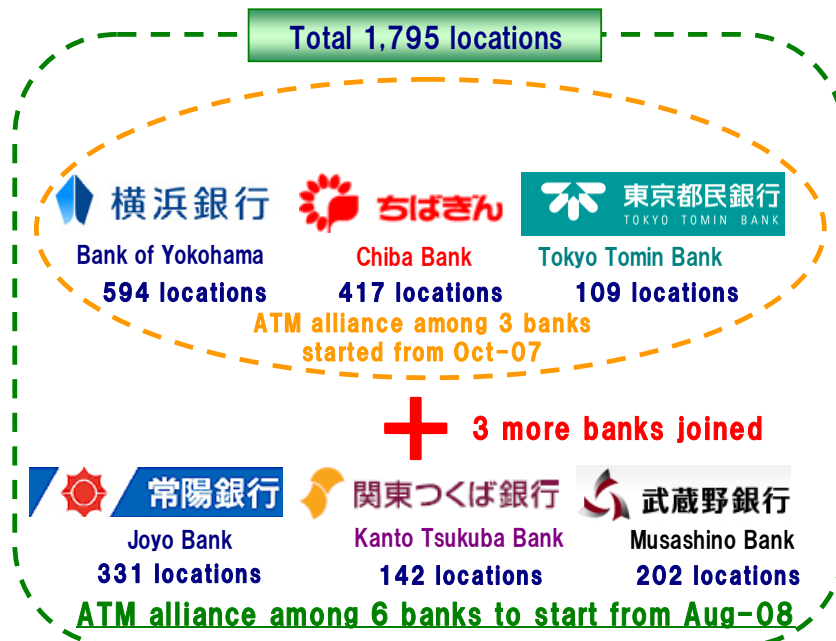 Total 1,795 locations
横浜銀行 ちばぎん 東京都民銀行
TOKYO TOMIN BANK
Bank of Yokohama Chiba Bank Tokyo Tomin Bank
594 locations 417 locations 109 locations
ATM alliance among 3 banks
started from Oct-07
+ 3 more banks joined
常陽銀行 関東つくば銀行 武蔵野銀行
Joyo Bank Kanto Tsukuba Bank Musashino Bank
331 locations 142 locations 202 locations
ATM alliance among 6 banks to start from Aug-08